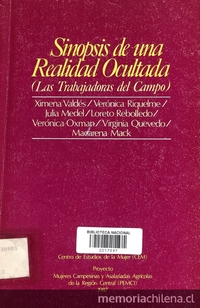 Sinopsis de una
Realidad Ocultada
(Las Trabajadoras del Campo)
Ximena Valdés / Verónica Riquelme /
Julia Medel / Loreto Rebolledo /
Verónica Oxman / Virginia Quevedo /
Macarena Mack
BIBLIOTECA NACIONAL
Centro de Estudios de la Mujer (CEM)
Proyecto
Mujeres Campesinas y Asalariadas Agrícolas
de la Región Central (PEMCI)
1987
memoriachilena.cl